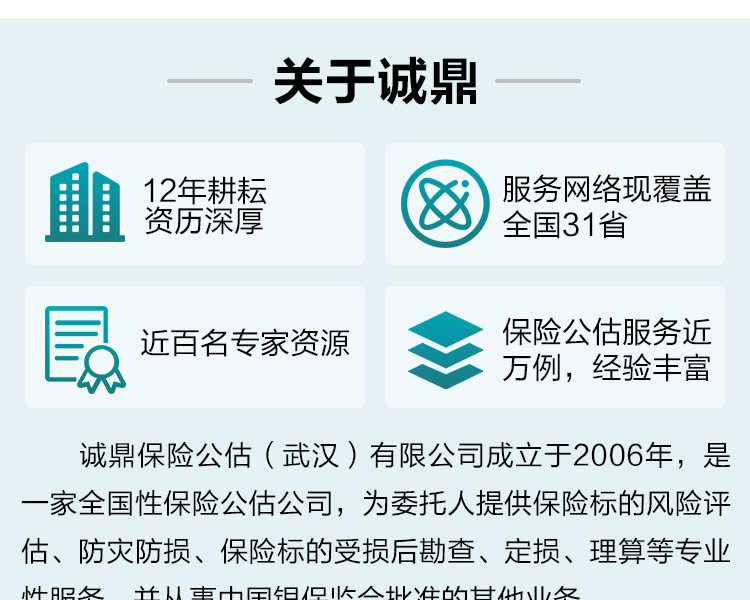 关于诚鼎
12年耕耘
资历深厚
服务网络现覆盖
全国31省
近百名专家资源
保险公估服务近
万例，经验丰富
诚鼎保险公估（武汉）有限公司成立于2006年，是
一家全国性保险公估公司，为委托人提供保险标的风险评
估、防灾防损、保险标的受损后勘查、定损、理算等专业
性服务，并从事中国银保监会批准的其他业务。